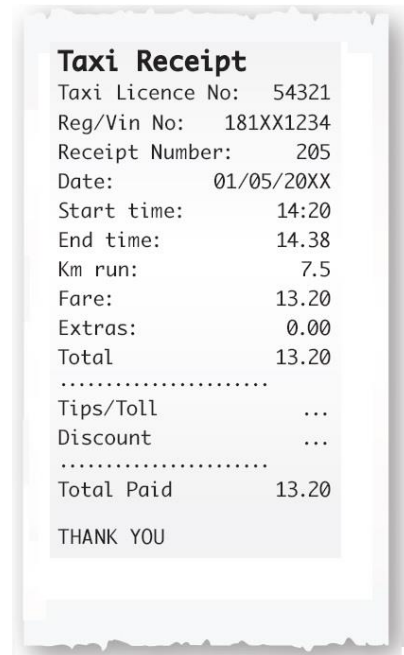 Taxi Receipt
Taxi Licence No: 54321
Reg/Vin No: 181XX1234
Receipt Number: 205
Date: 01/05/20XX
Start time: 14:20
End time: 14.38
Km run: 7.5
Fare: 13.20
Extras: 0.00
Total 13.20
.......................
Tips/Toll ...
Discount ...
.......................
Total Paid 13.20
THANK YOU